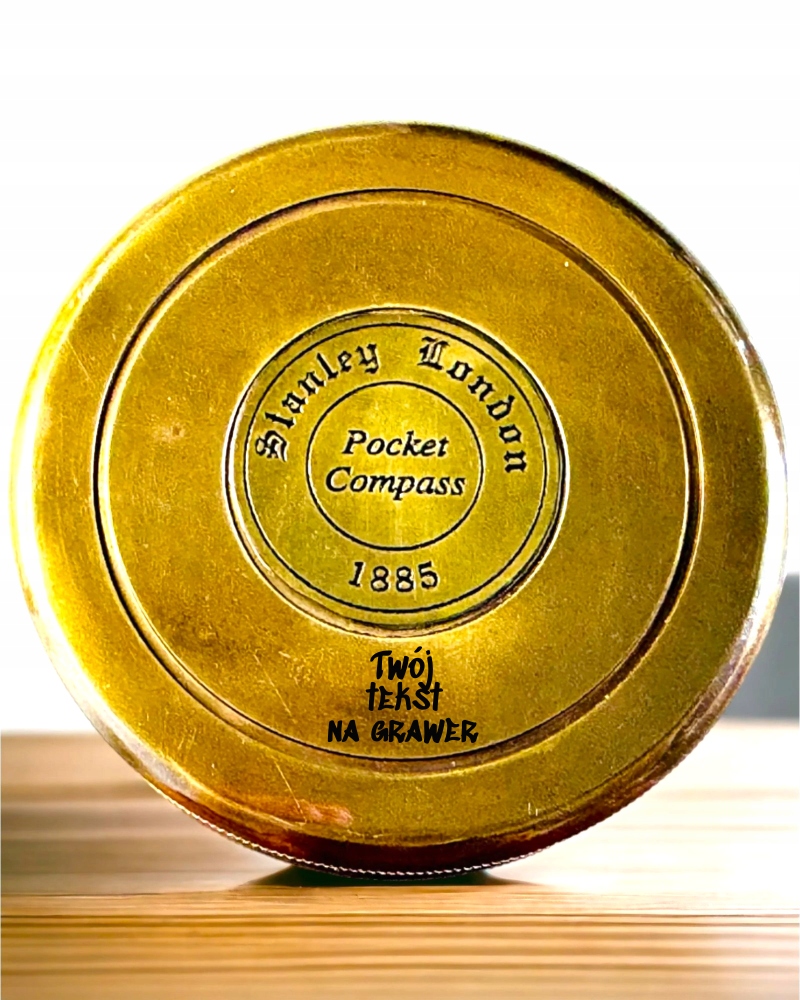 Stanley London
Pocket
Compass
1885
Twój
tekst
na grawer